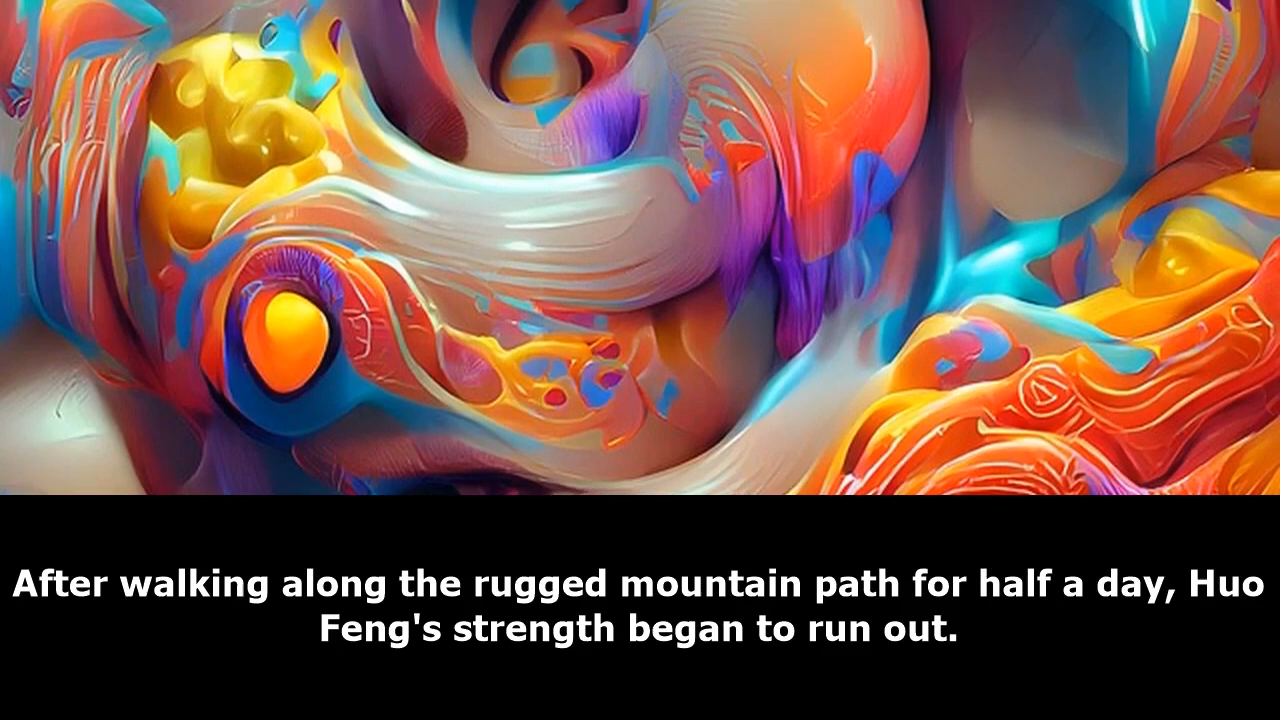 After walking along the rugged mountain path for half a day, Huo
Feng's strength began to run out.